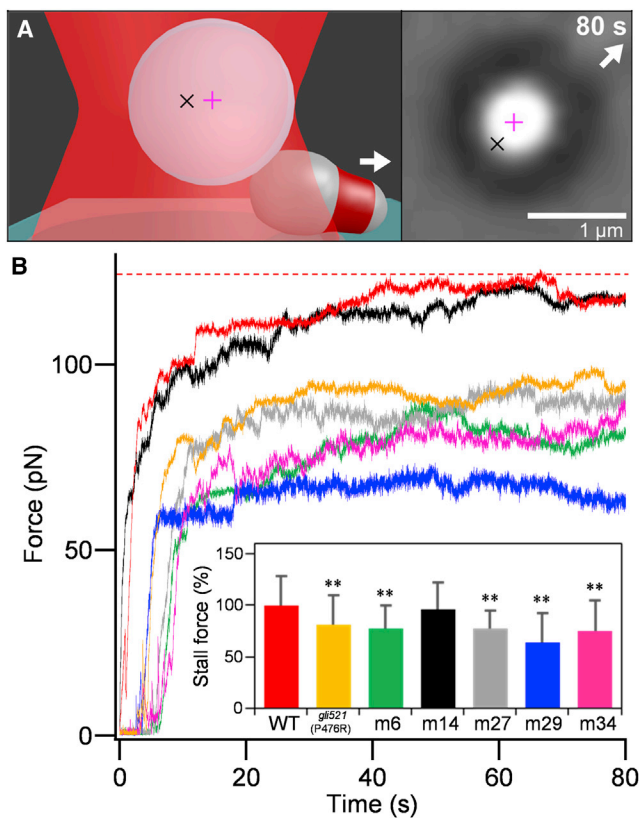 A
80 s
1 μm
B
Force (pN)
100
50
0
Stall force (%)
150
100
50
0
** ** ** ** **
WT gli521 (P476R) m6 m14 m27 m29 m34
0 20 40 60 80
Time (s)